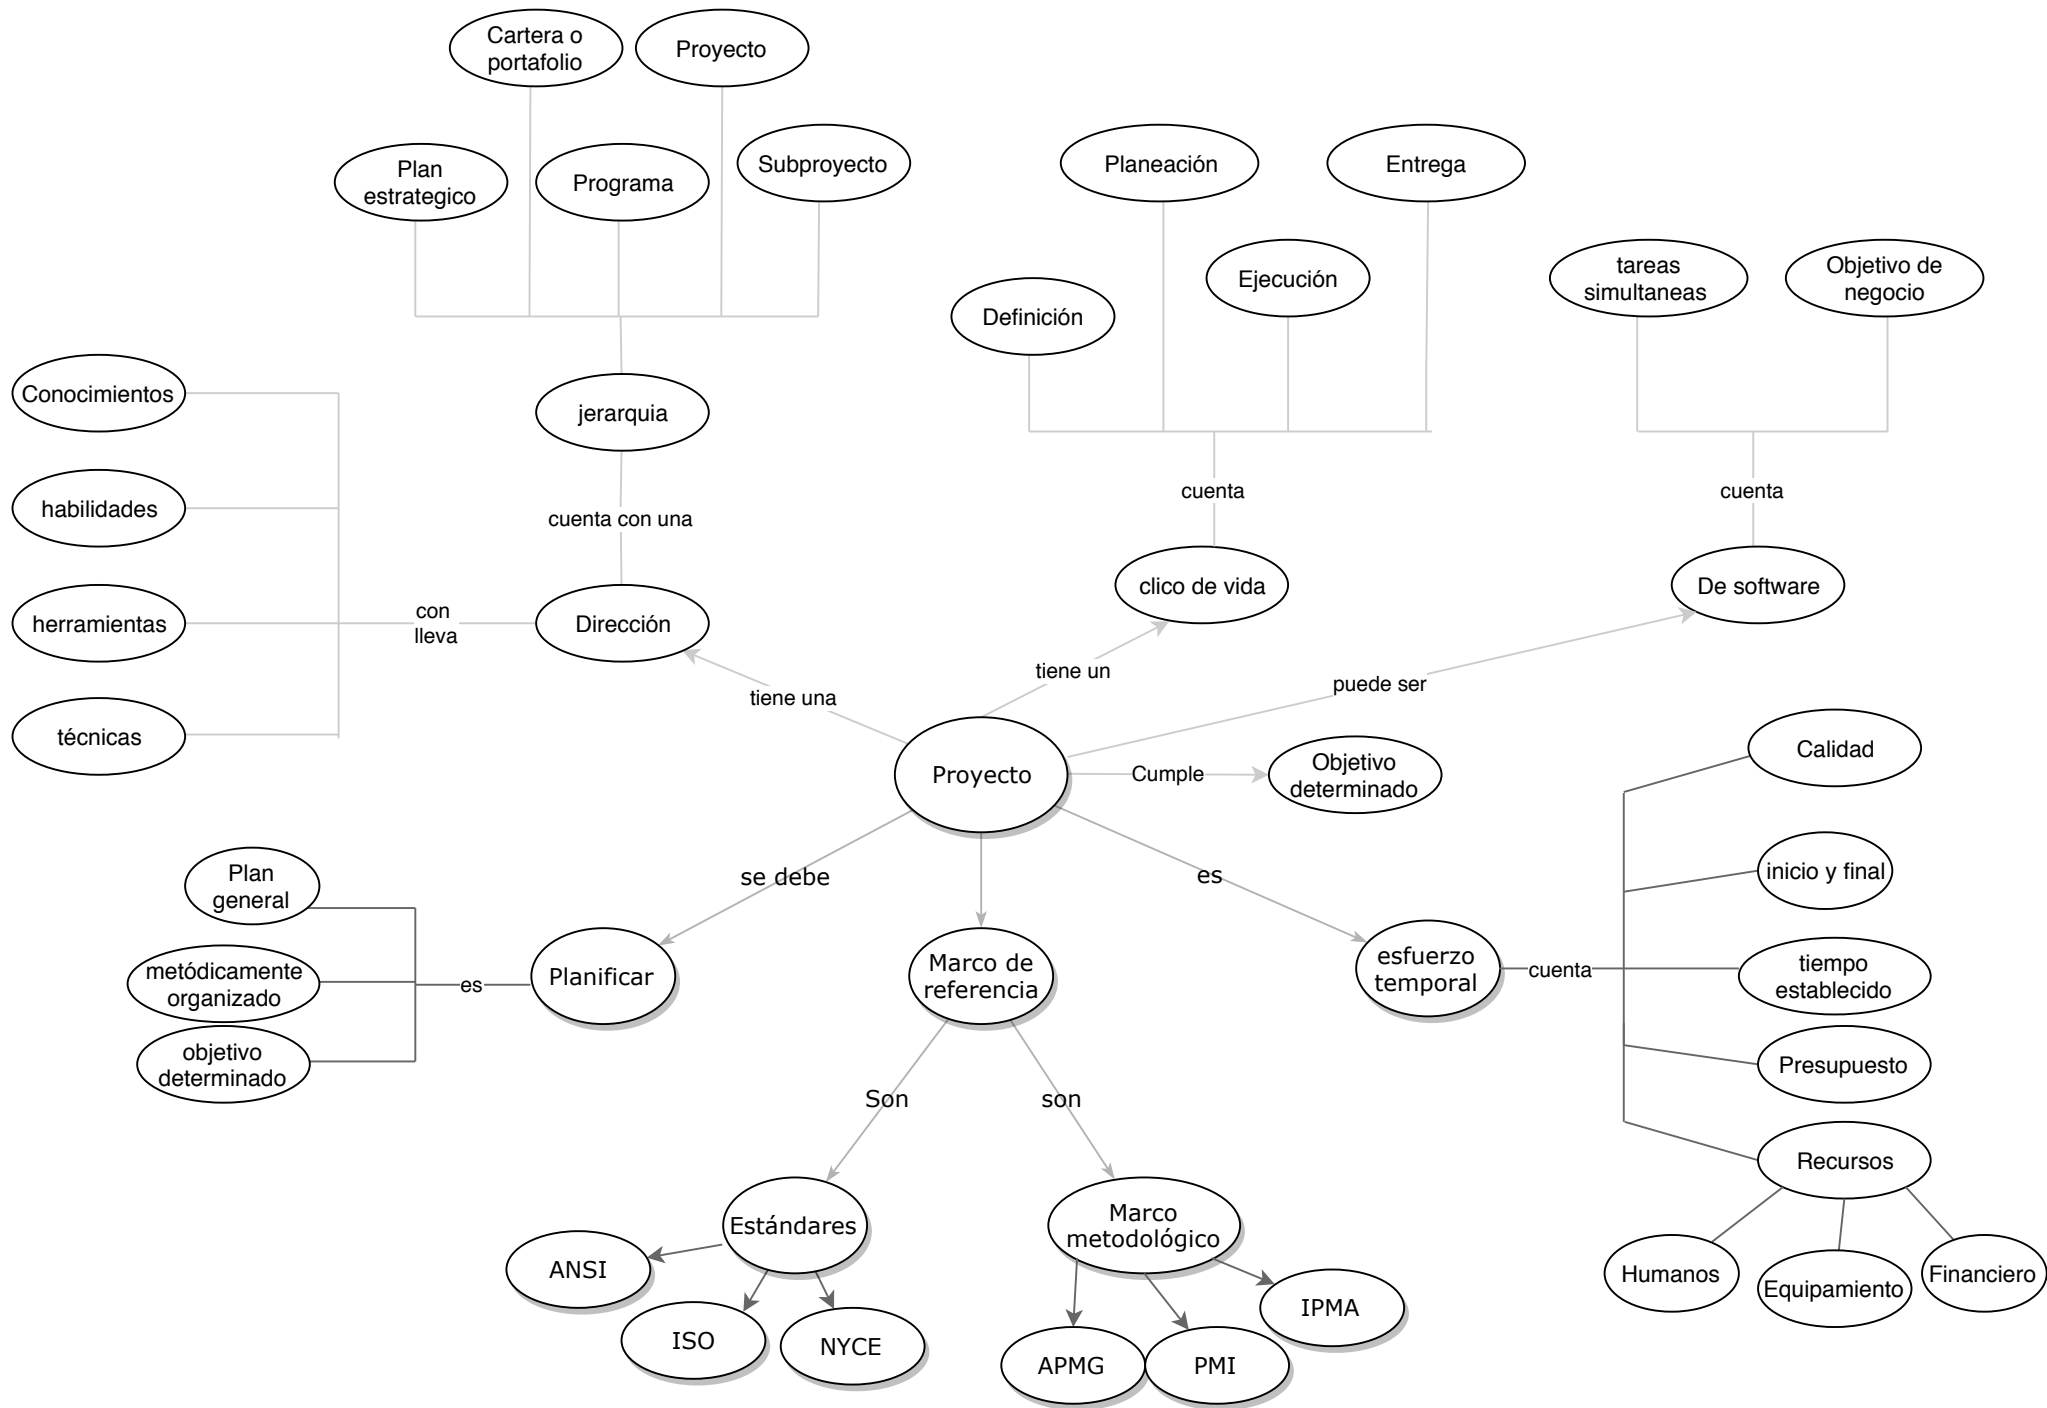 Cartera o
portafolio
Proyecto
Plan
estrategico
Programa
Subproyecto
Planeación
Entrega
Definición
Ejecución
tareas
simultaneas
Objetivo de
negocio
Conocimientos
habilidades
herramientas
técnicas
jerarquia
cuenta con una
cuenta
cuenta
con
lleva
Dirección
clico de vida
De software
tiene una
tiene un
puede ser
Proyecto
Cumple
Objetivo
determinado
Calidad
inicio y final
tiempo
establecido
Presupuesto
Recursos
Humanos
Equipamiento
Financiero
se debe
es
Plan
general
metódicamente
organizado
objetivo
determinado
es
Planificar
Marco de
referencia
esfuerzo
temporal
cuenta
Son
son
Estándares
Marco
metodológico
ANSI
ISO
NYCE
APMG
PMI
IPMA